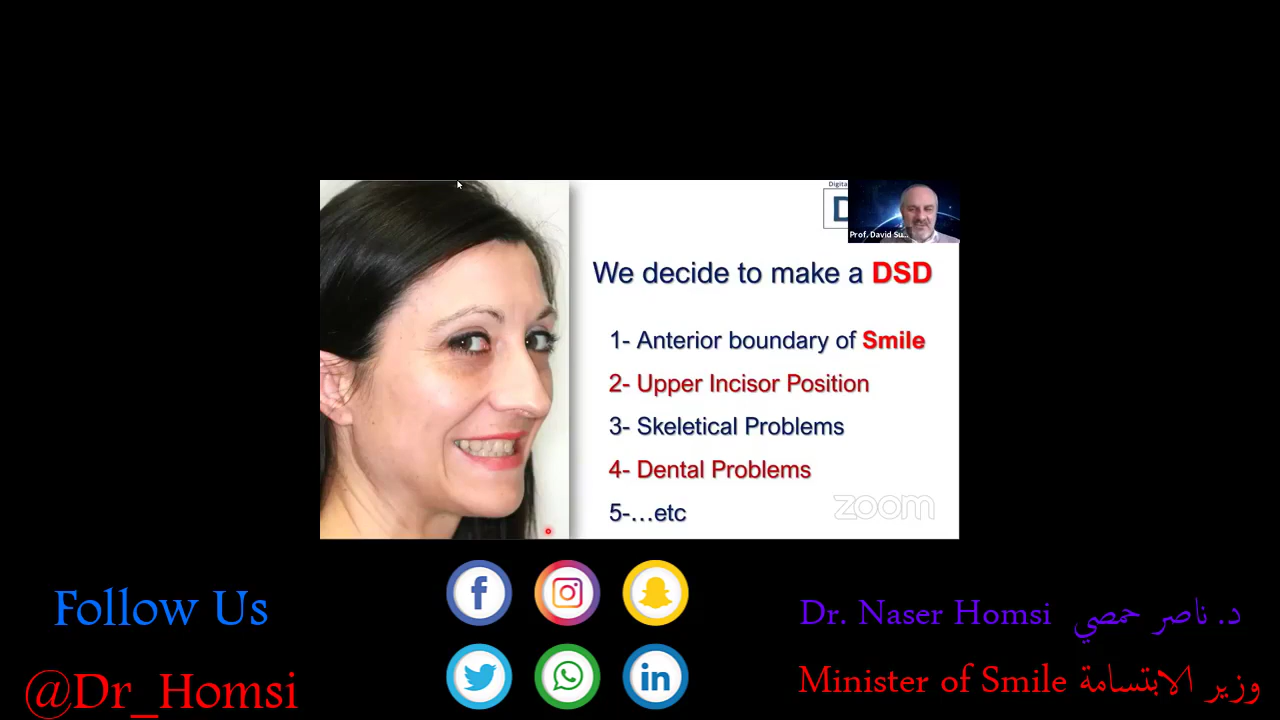 Digita
D
Prof. David Su...
We decide to make a DSD
1- Anterior boundary of Smile
2- Upper Incisor Position
3- Skeletical Problems
4- Dental Problems
5-...etc
zoom
Follow Us
@Dr_Homsi
Dr. Naser Homsi د. ناصر حمصي
Minister of Smile وزير الابتسامة